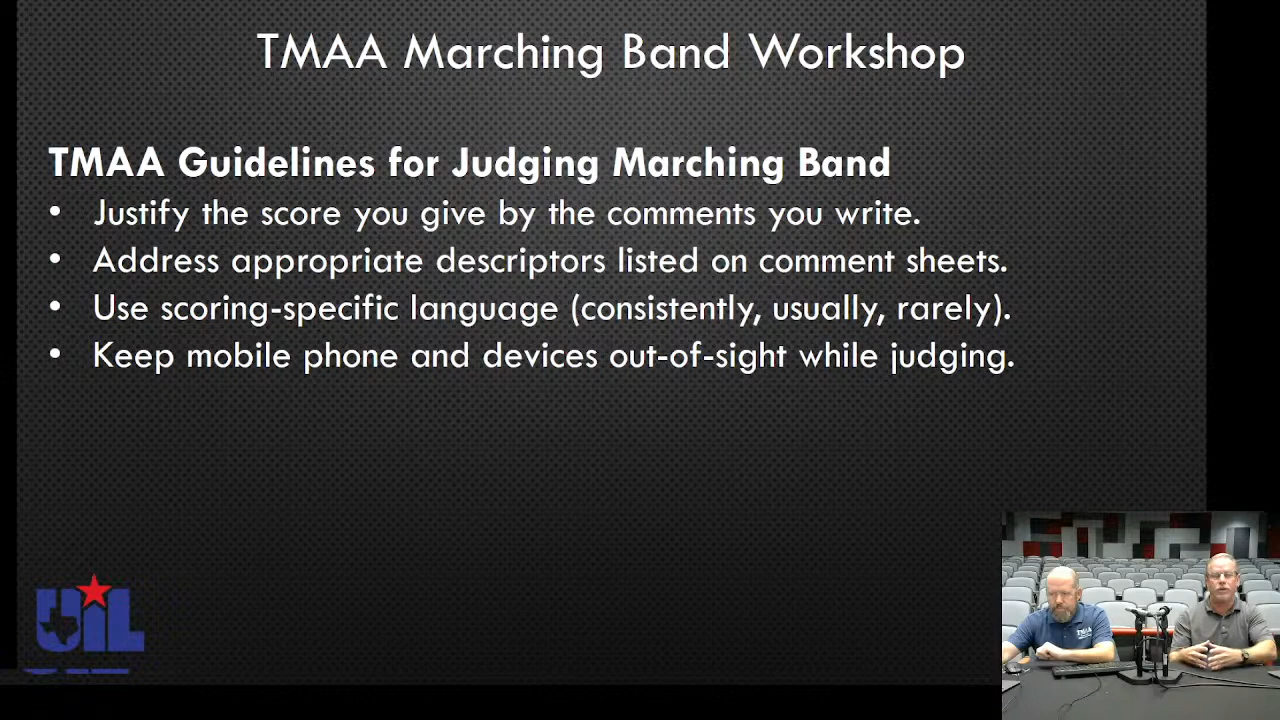 TMAA Marching Band Workshop
TMAA Guidelines for Judging Marching Band
• Justify the score you give by the comments you write.
• Address appropriate descriptors listed on comment sheets.
• Use scoring-specific language (consistently, usually, rarely).
• Keep mobile phone and devices out-of-sight while judging.
UIL
TMAA